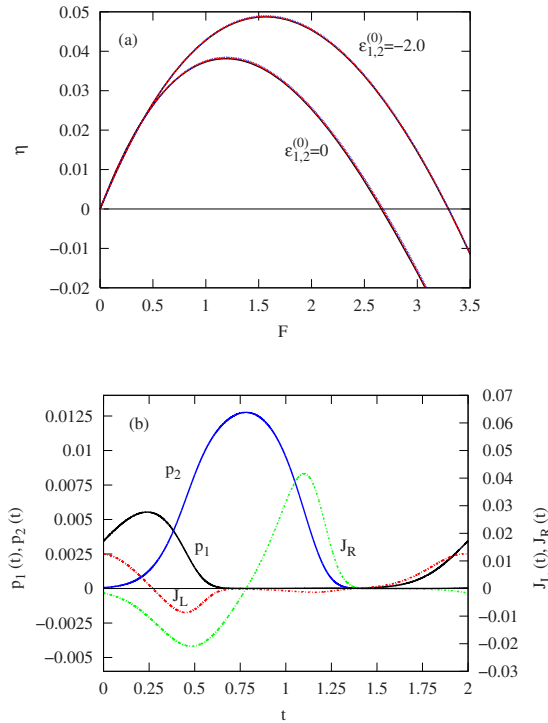 (a)
0.05
0.04
0.03
0.02
0.01
0
−0.01
−0.02
η
ε1,2(0)=−2.0
ε1,2(0)=0
0 0.5 1 1.5 2 2.5 3 3.5
F
(b)
0.0125
0.01
0.0075
0.005
0.0025
0
−0.0025
−0.005
p1 (t), p2 (t)
p2
p1
JL
JR
0.07
0.06
0.05
0.04
0.03
0.02
0.01
0
−0.01
−0.02
−0.03
JL (t), JR (t)
0 0.25 0.5 0.75 1 1.25 1.5 1.75 2
t